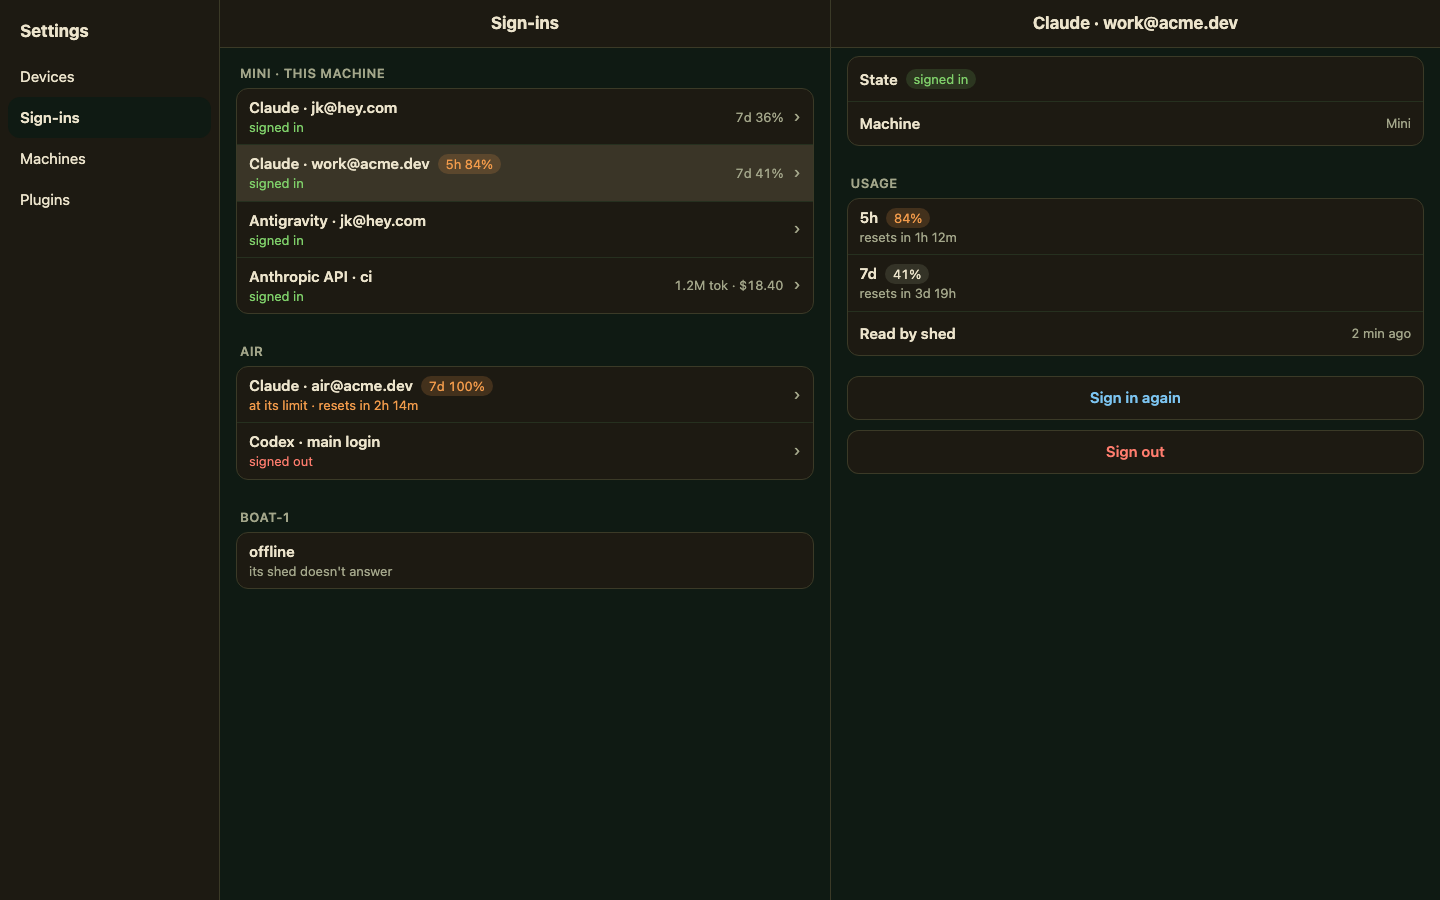 Settings
Devices
Sign-ins
Machines
Plugins
Sign-ins
MINI · THIS MACHINE
Claude · jk@hey.com
signed in
7d 36% ›
Claude · work@acme.dev 5h 84%
signed in
7d 41% ›
Antigravity · jk@hey.com
signed in
›
Anthropic API · ci
signed in
1.2M tok · $18.40 ›
AIR
Claude · air@acme.dev 7d 100%
at its limit · resets in 2h 14m
›
Codex · main login
signed out
›
BOAT-1
offline
its shed doesn't answer
Claude · work@acme.dev
State signed in
Machine Mini
USAGE
5h 84%
resets in 1h 12m
7d 41%
resets in 3d 19h
Read by shed 2 min ago
Sign in again
Sign out